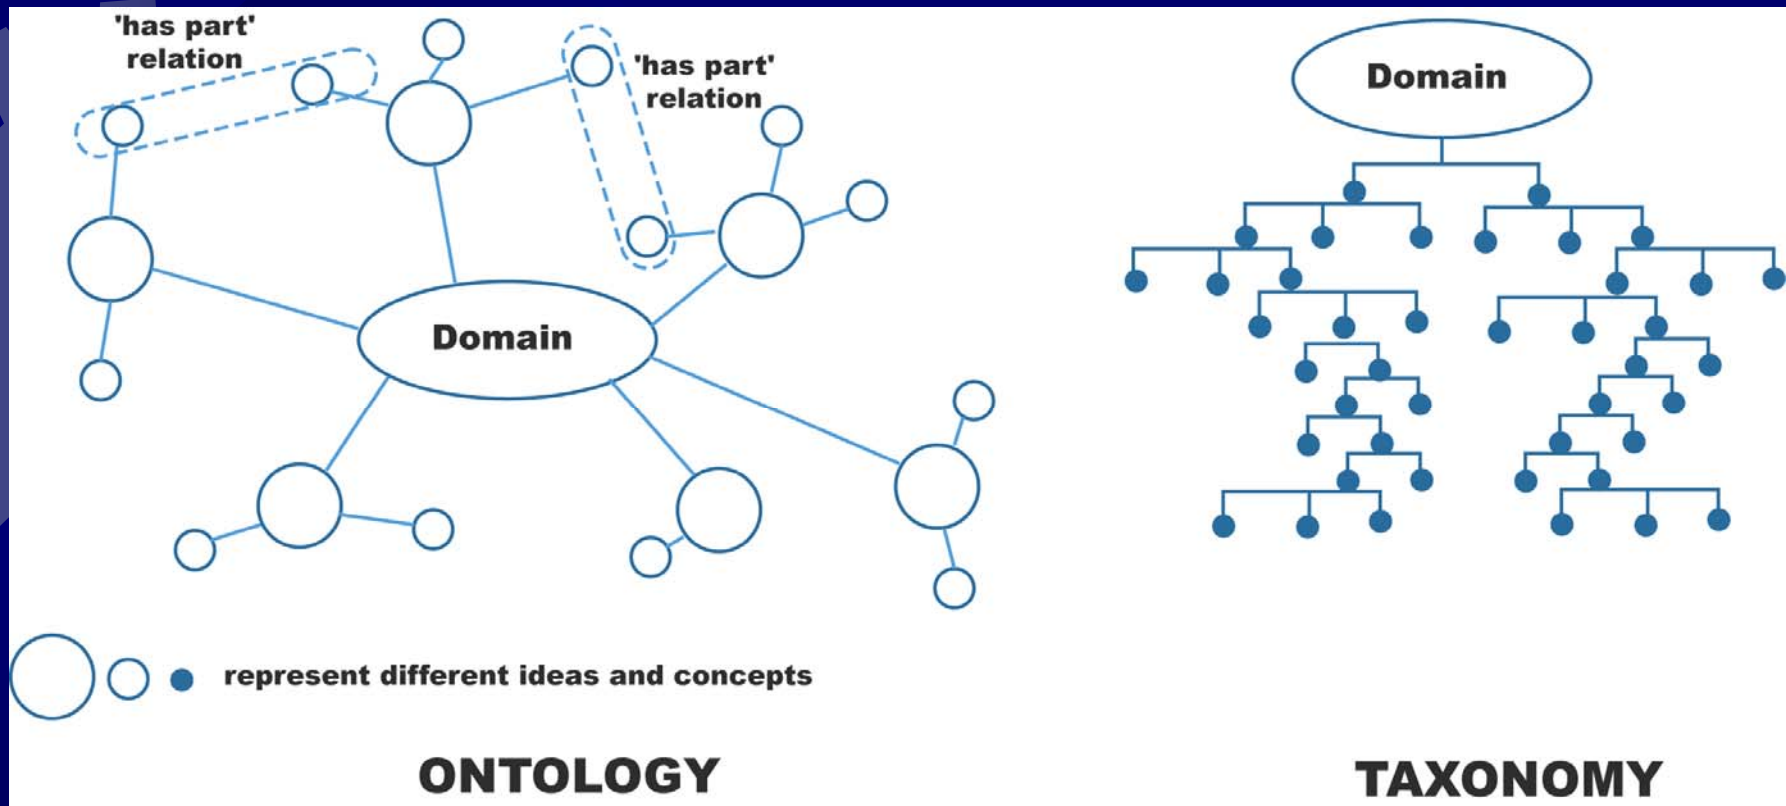 'has part'
relation
'has part'
relation
Domain
represent different ideas and concepts
ONTOLOGY
Domain
TAXONOMY